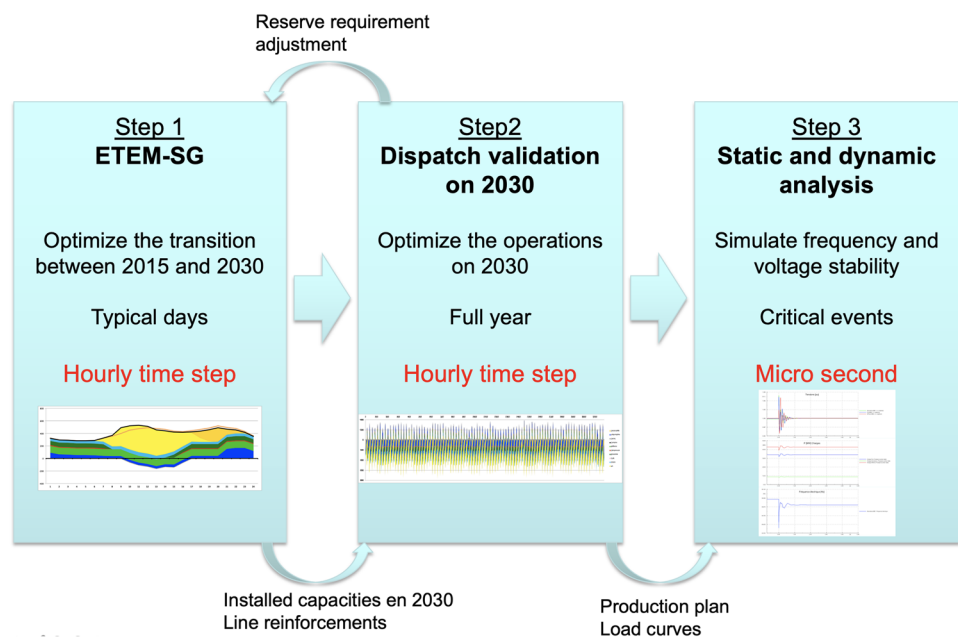 Reserve requirement
adjustment
Step 1
ETEM-SG
Optimize the transition
between 2015 and 2030
Typical days
Hourly time step
Step2
Dispatch validation
on 2030
Optimize the operations
on 2030
Full year
Hourly time step
Step 3
Static and dynamic
analysis
Simulate frequency and
voltage stability
Critical events
Micro second
Installed capacities en 2030
Line reinforcements
Production plan
Load curves